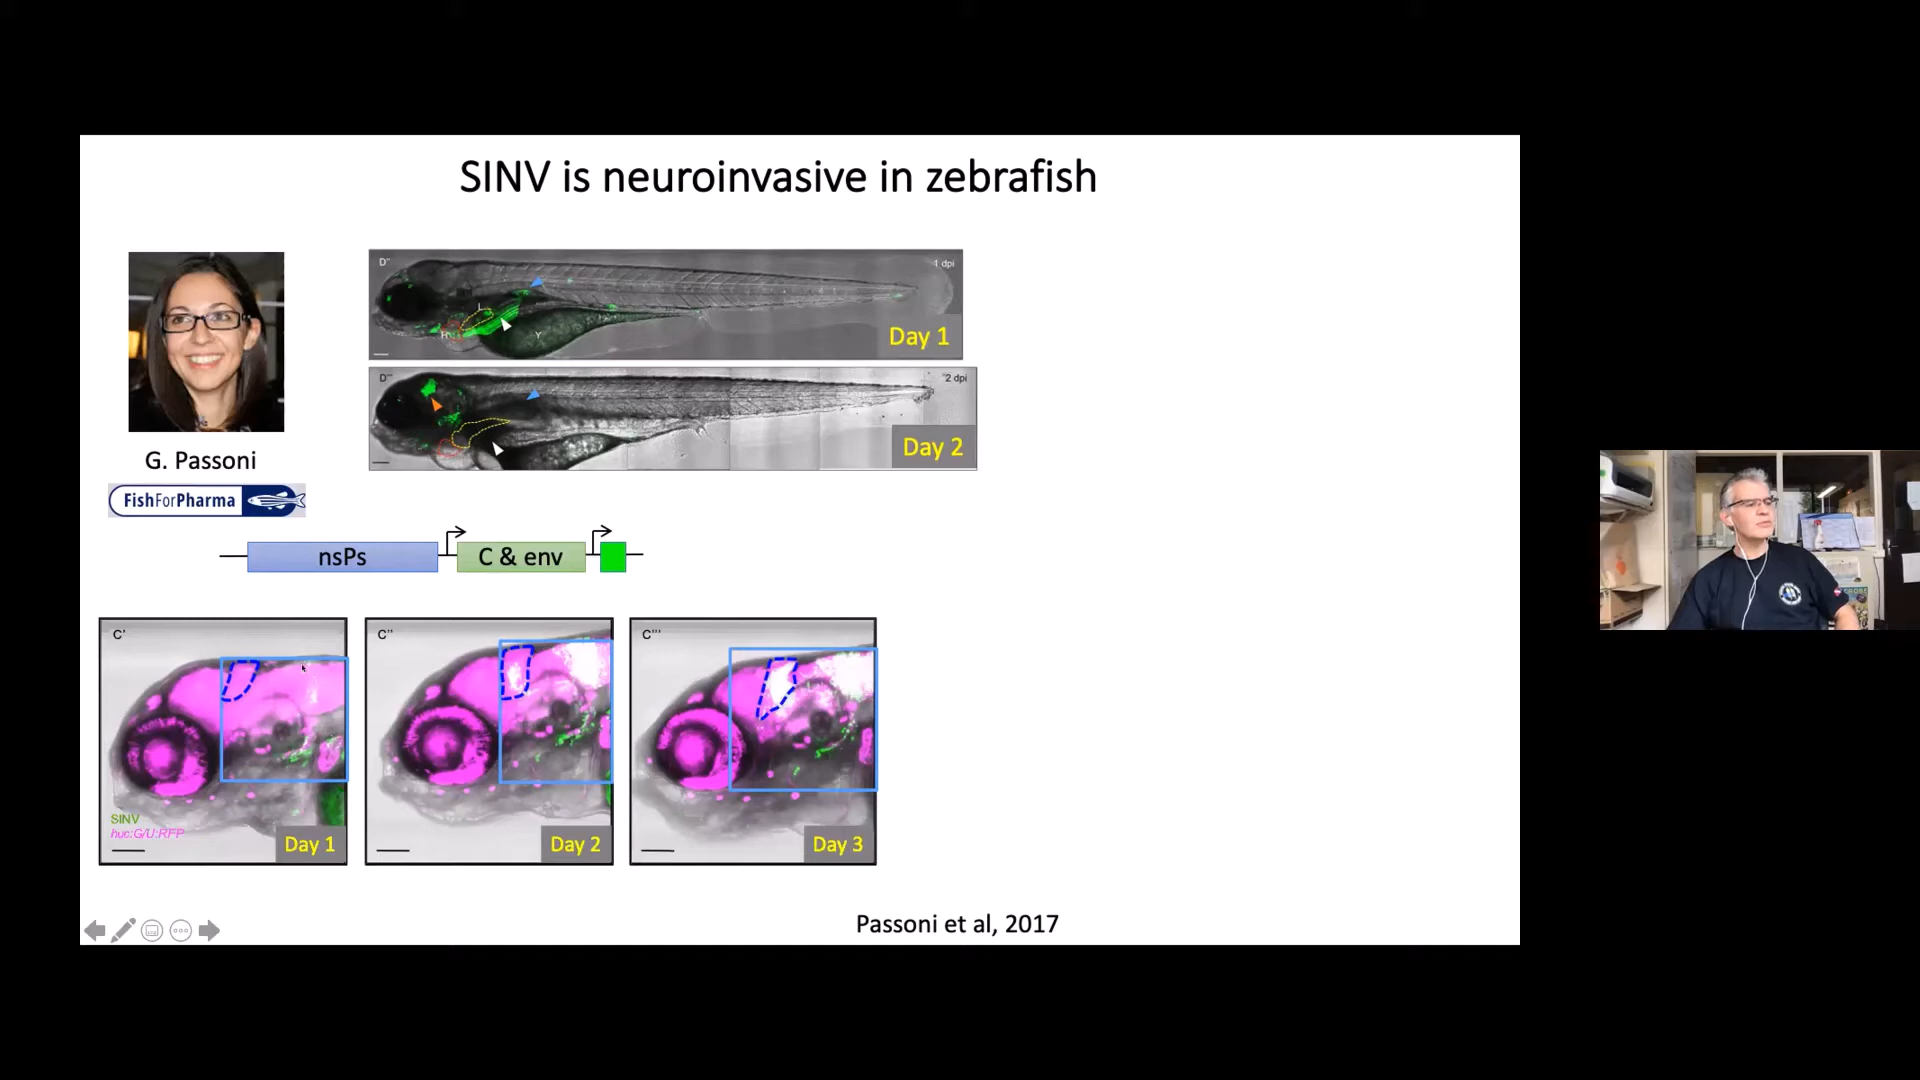 SINV is neuroinvasive in zebrafish
D''
1 dpi
L
H
Y
Day 1
D'''
2 dpi
Day 2
G. Passoni
FishForPharma
nsPs
C & env
C'
SINV
huc:G/U:RFP
Day 1
C''
Day 2
C'''
Day 3
Passoni et al, 2017